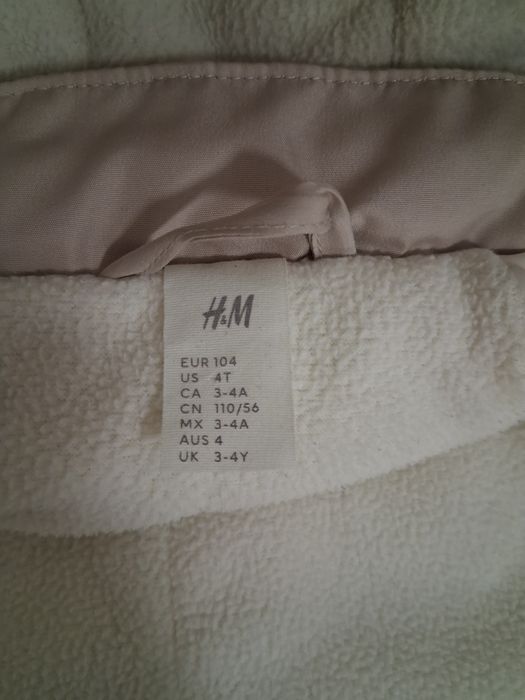 H&M
EUR 104
US 4T
CA 3-4A
CN 110/56
MX 3-4A
AUS 4
UK 3-4Y